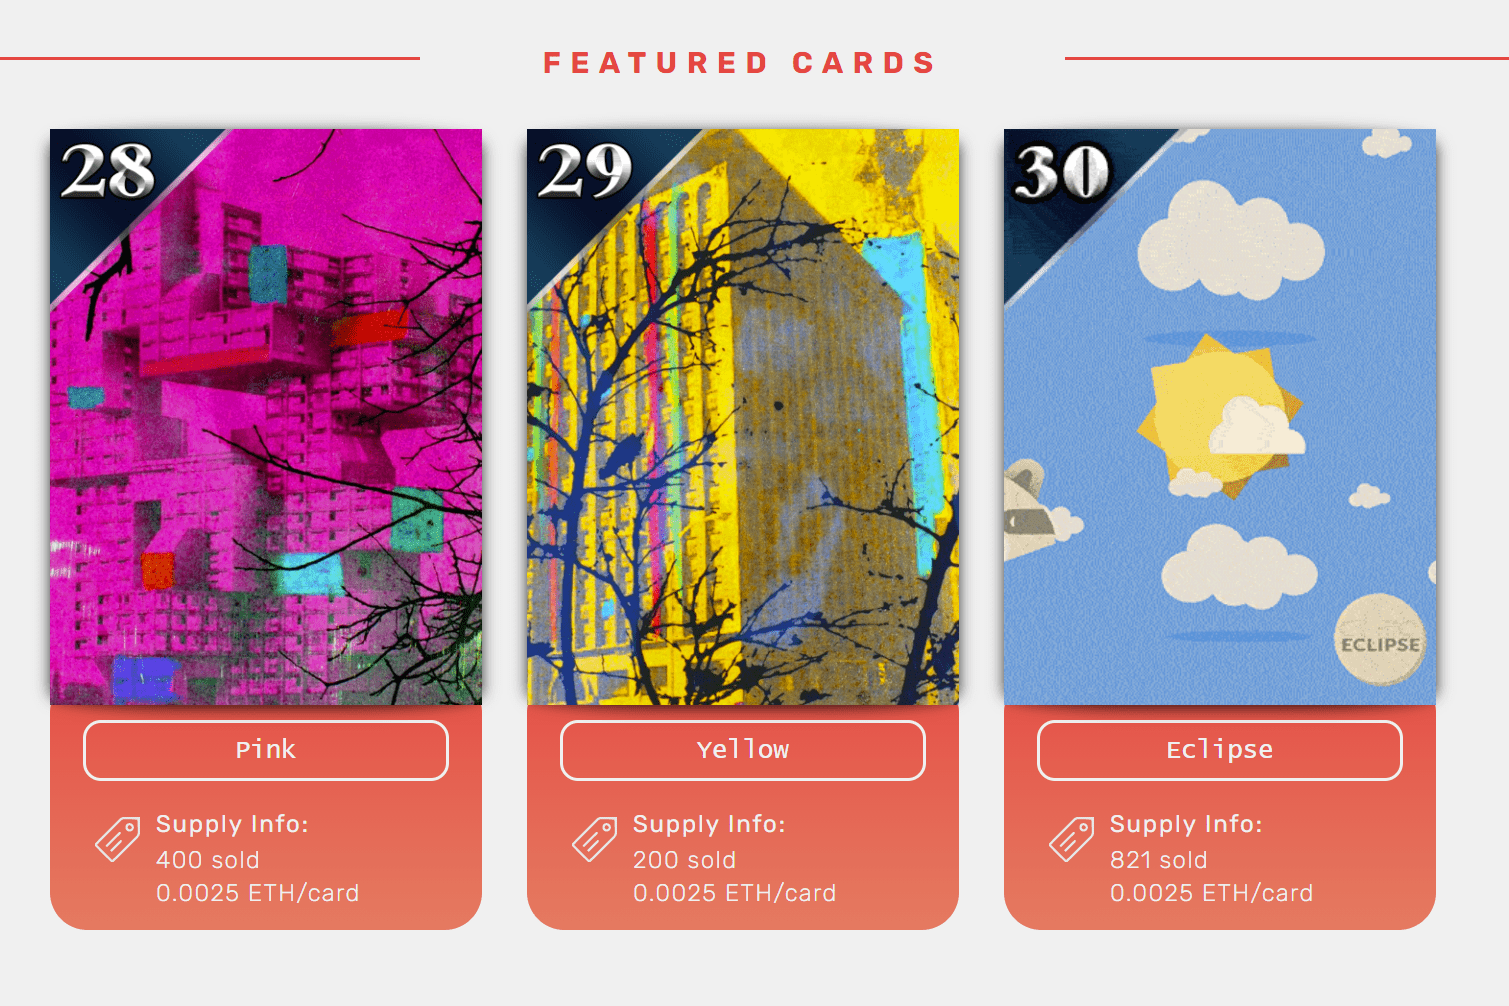 FEATURED CARDS
28
29
30
ECLIPSE
Pink
Supply Info:
400 sold
0.0025 ETH/card
Yellow
Supply Info:
200 sold
0.0025 ETH/card
Eclipse
Supply Info:
821 sold
0.0025 ETH/card